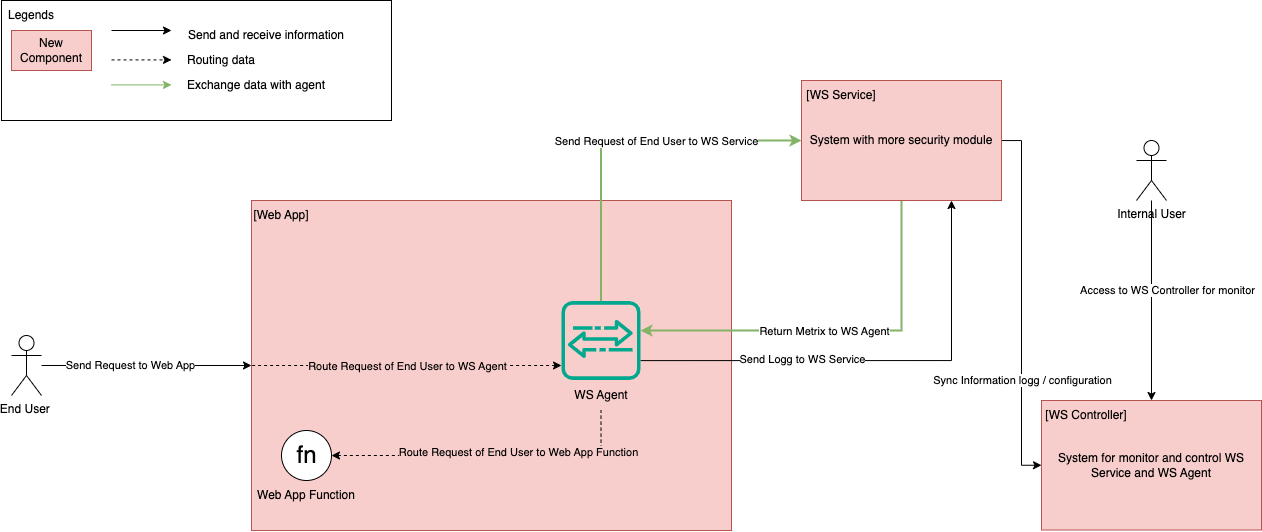 Legends
New
Component
Send and receive information
Routing data
Exchange data with agent
[WS Service]
System with more security module
Send Request of End User to WS Service
Internal User
[Web App]
Access to WS Controller for monitor
Return Metrix to WS Agent
Send Logg to WS Service
Send Request to Web App
Route Request of End User to WS Agent
WS Agent
Sync Information logg / configuration
End User
[WS Controller]
System for monitor and control WS
Service and WS Agent
fn
Route Request of End User to Web App Function
Web App Function